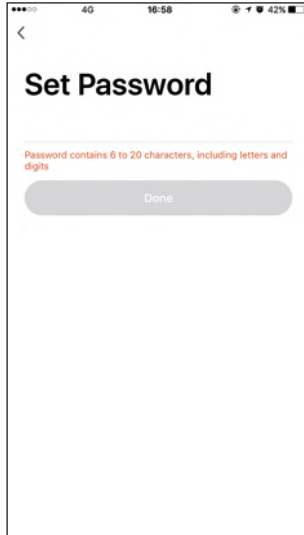 4G 16:58 42%
Set Password
Password contains 6 to 20 characters, including letters and
digits
Done